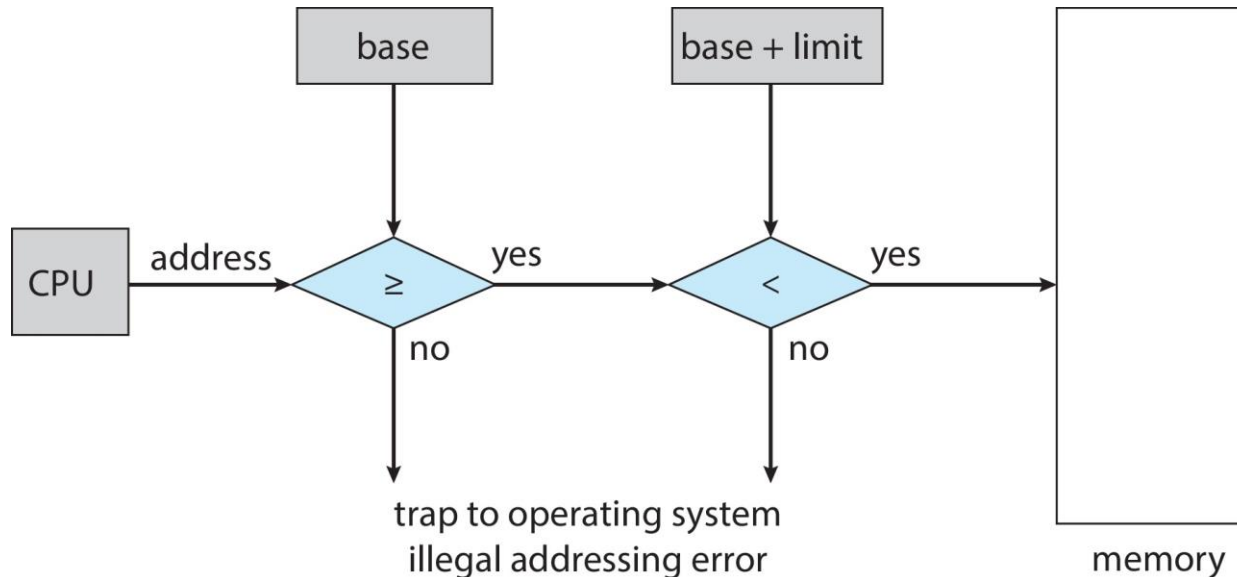 base
base + limit
CPU
address
≥
yes
<
yes
no
no
trap to operating system
illegal addressing error
memory